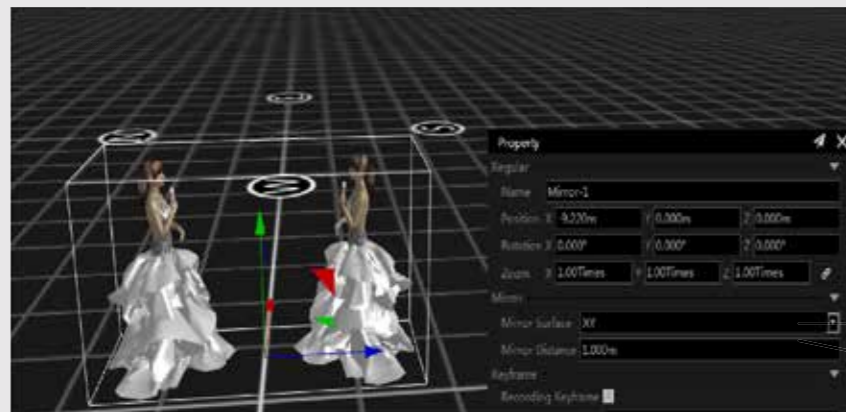 Property
Regular
Name Mirror-1
Position X -9.220m Y 0.000m Z 0.000m
Rotation X 0.000° Y 0.000° Z 0.000°
Zoom X 1.00Times Y 1.00Times Z 1.00Times
Mirror
Mirror Surface XY
Mirror Distance 1.000m
Keyframe
Recording Keyframe